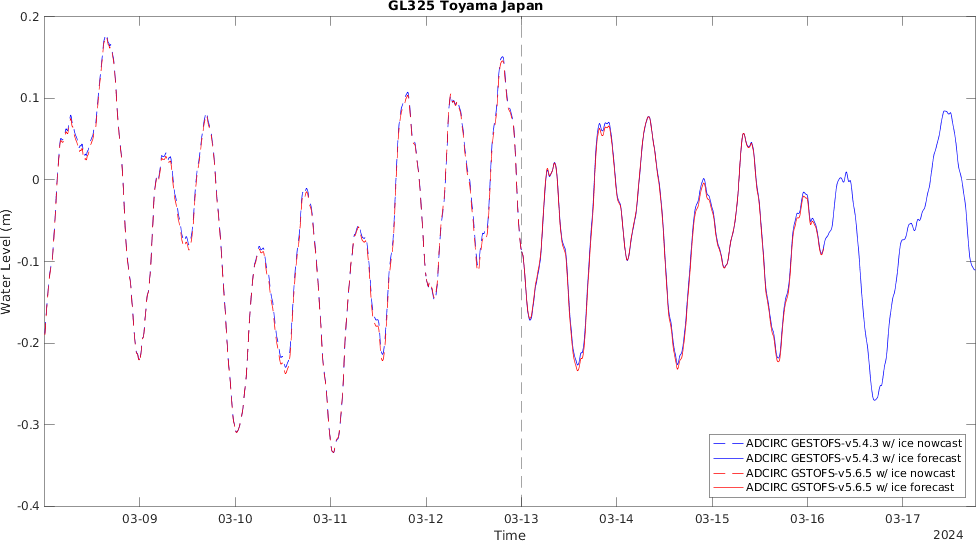 GL325 Toyama Japan
0.2
0.1
0
-0.1
-0.2
-0.3
-0.4
Water Level (m)
ADCIRC GESTOFS-v5.4.3 w/ ice nowcast
ADCIRC GESTOFS-v5.4.3 w/ ice forecast
ADCIRC GSTOFS-v5.6.5 w/ ice nowcast
ADCIRC GSTOFS-v5.6.5 w/ ice forecast
03-09 03-10 03-11 03-12 03-13 03-14 03-15 03-16 03-17
Time
2024